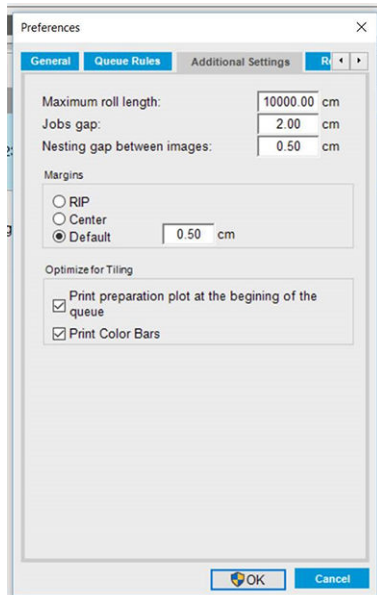 Preferences
General Queue Rules Additional Settings
Maximum roll length: 10000.00 cm
Jobs gap: 2.00 cm
Nesting gap between images: 0.50 cm
Margins
RIP
Center
Default 0.50 cm
Optimize for Tiling
Print preparation plot at the begining of the
queue
Print Color Bars
OK Cancel